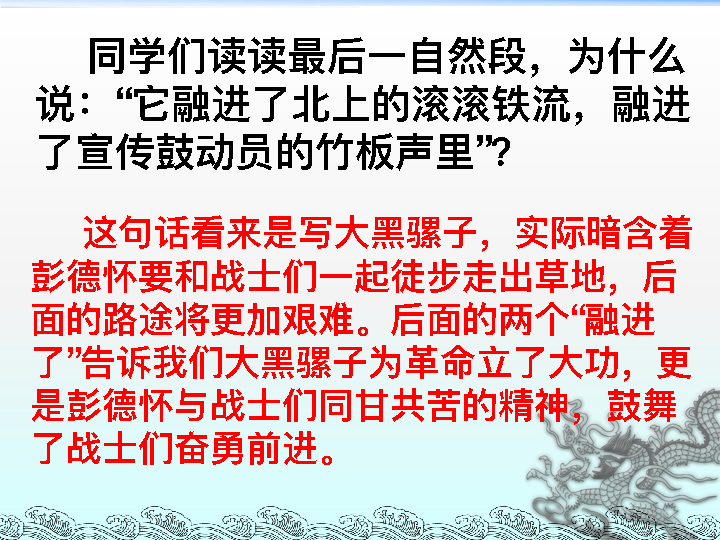 同学们读读最后一自然段，为什么
说：“它融进了北上的滚滚铁流，融进
了宣传鼓动员的竹板声里”？
这句话看来是写大黑骡子，实际暗含着
彭德怀要和战士们一起徒步走出草地，后
面的路途将更加艰难。后面的两个“融进
了”告诉我们大黑骡子为革命立了大功，更
是彭德怀与战士们同甘共苦的精神，鼓舞
了战士们奋勇前进。